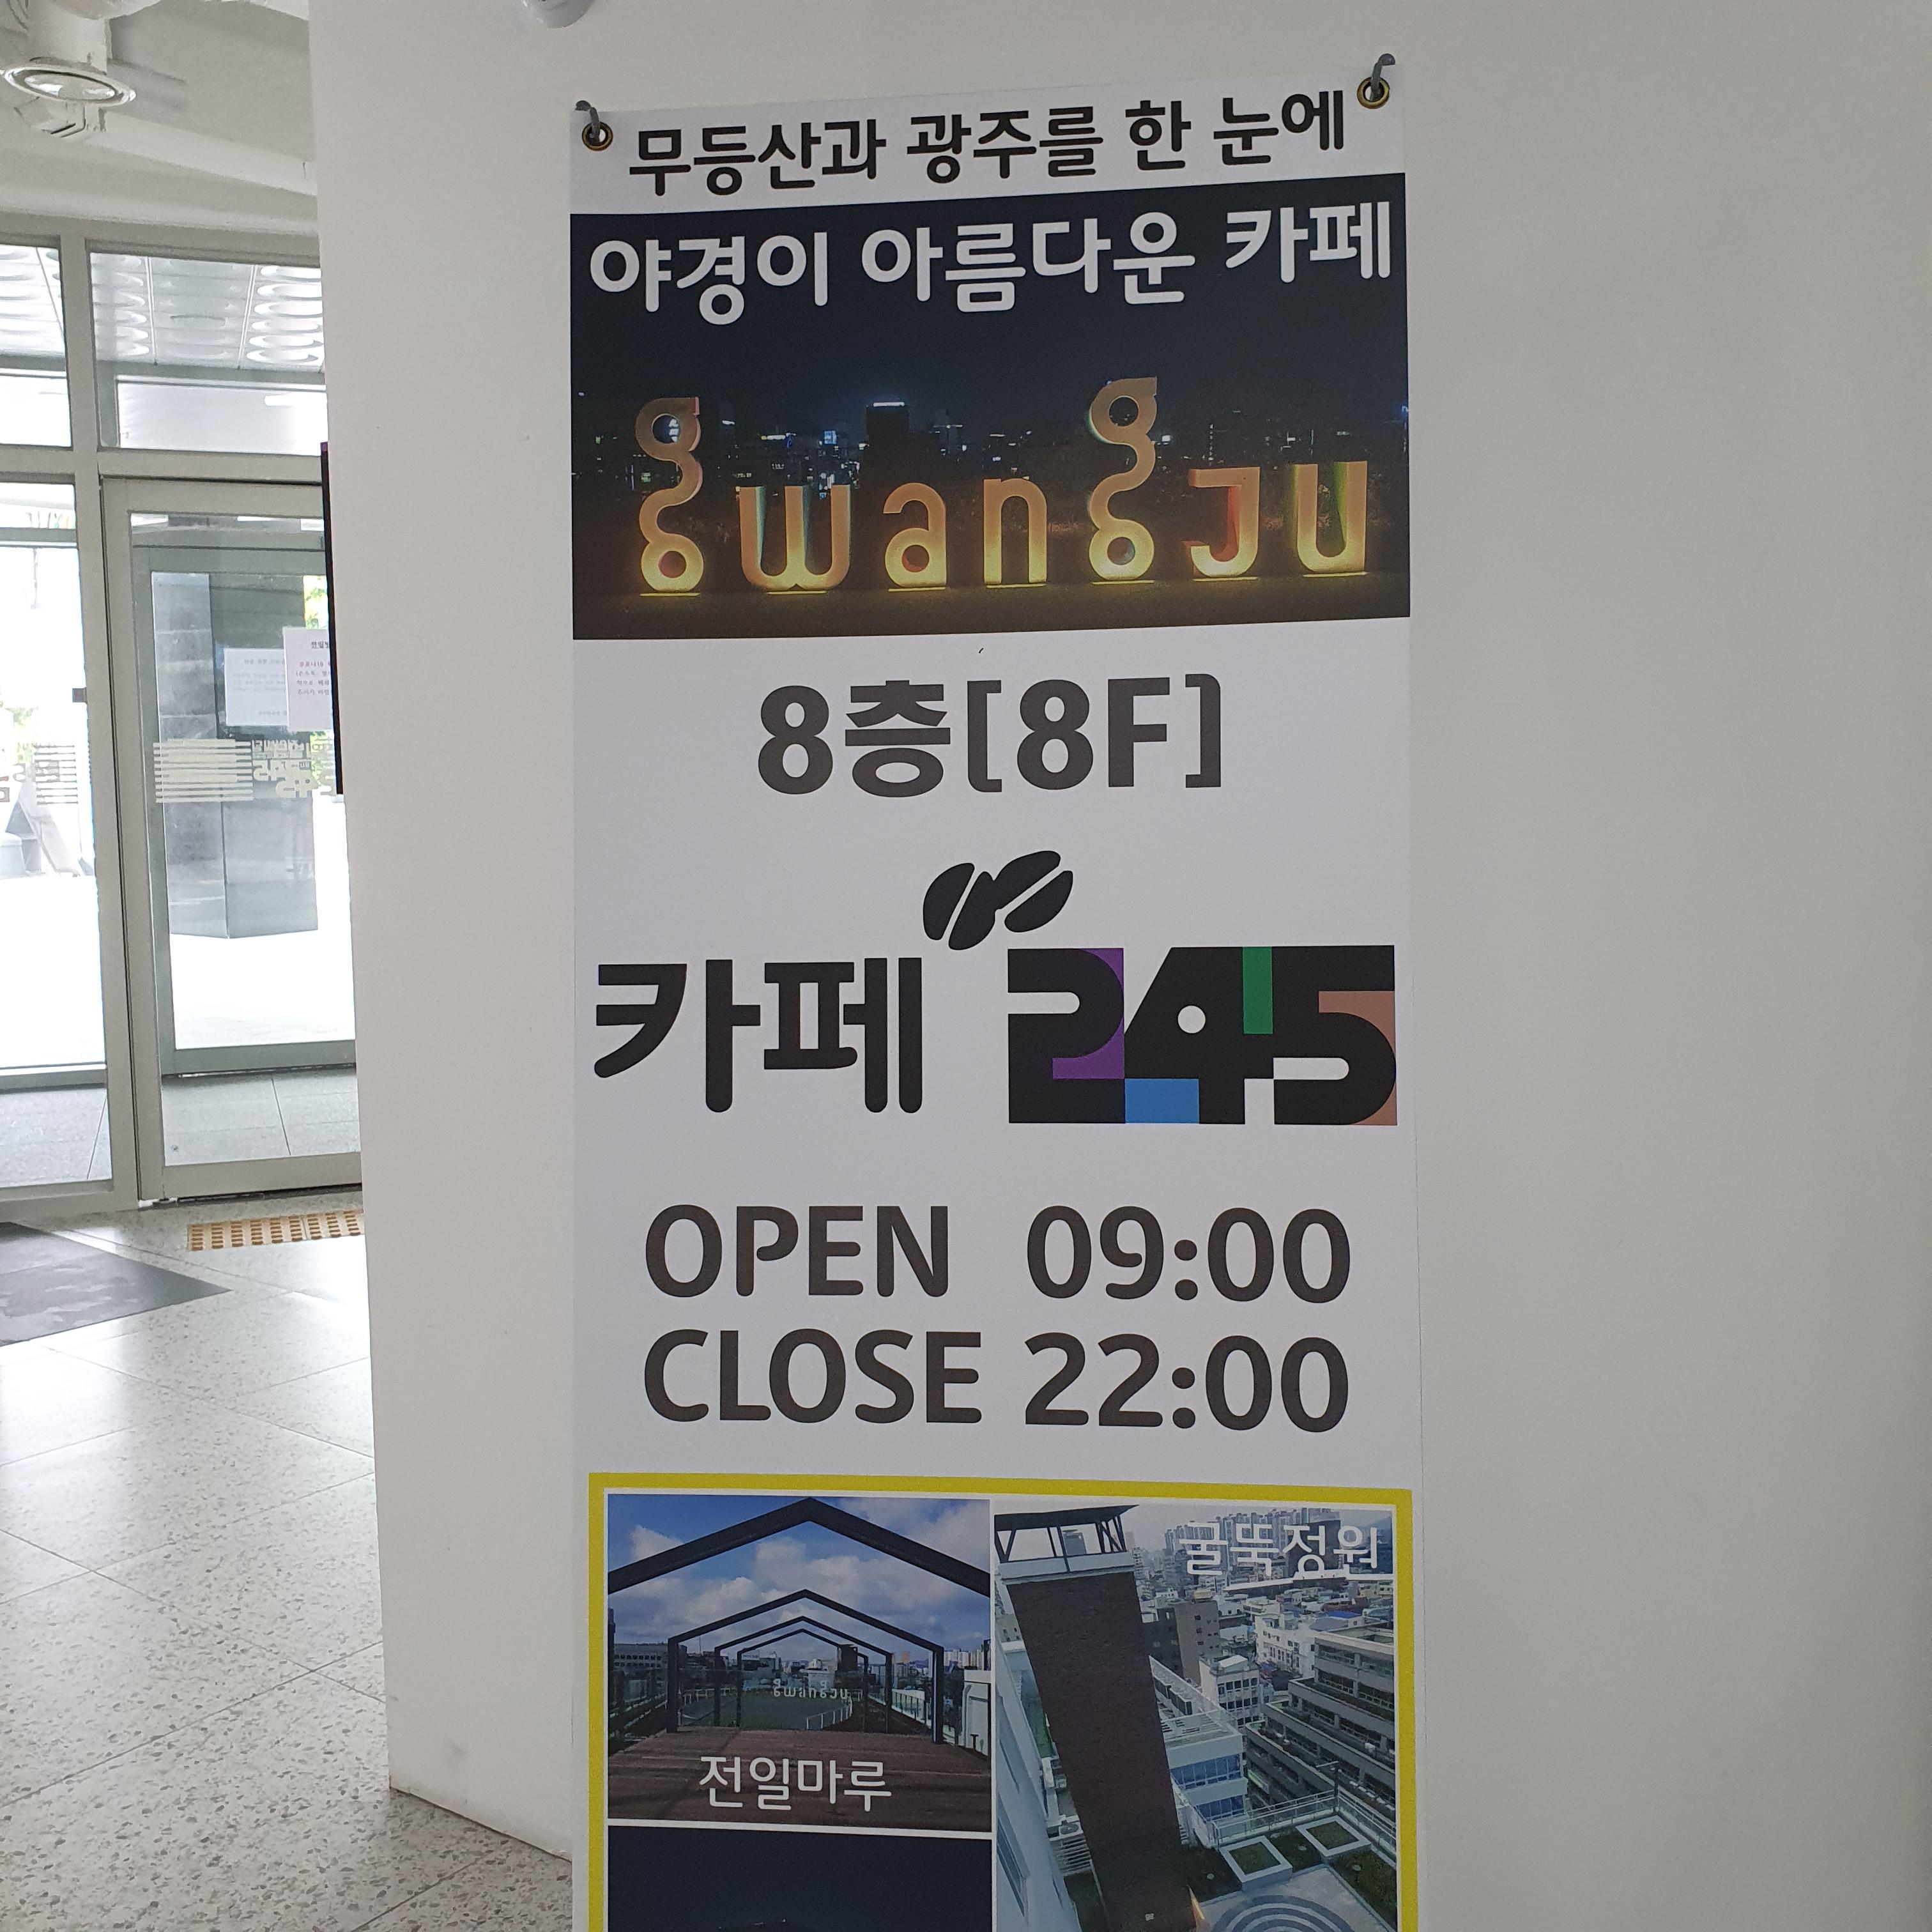 무등산과 광주를 한 눈에
야경이 아름다운 카페
gwangju
8층[8F]
카페 245
OPEN 09:00
CLOSE 22:00
굴뚝정원
gwangju
전일마루